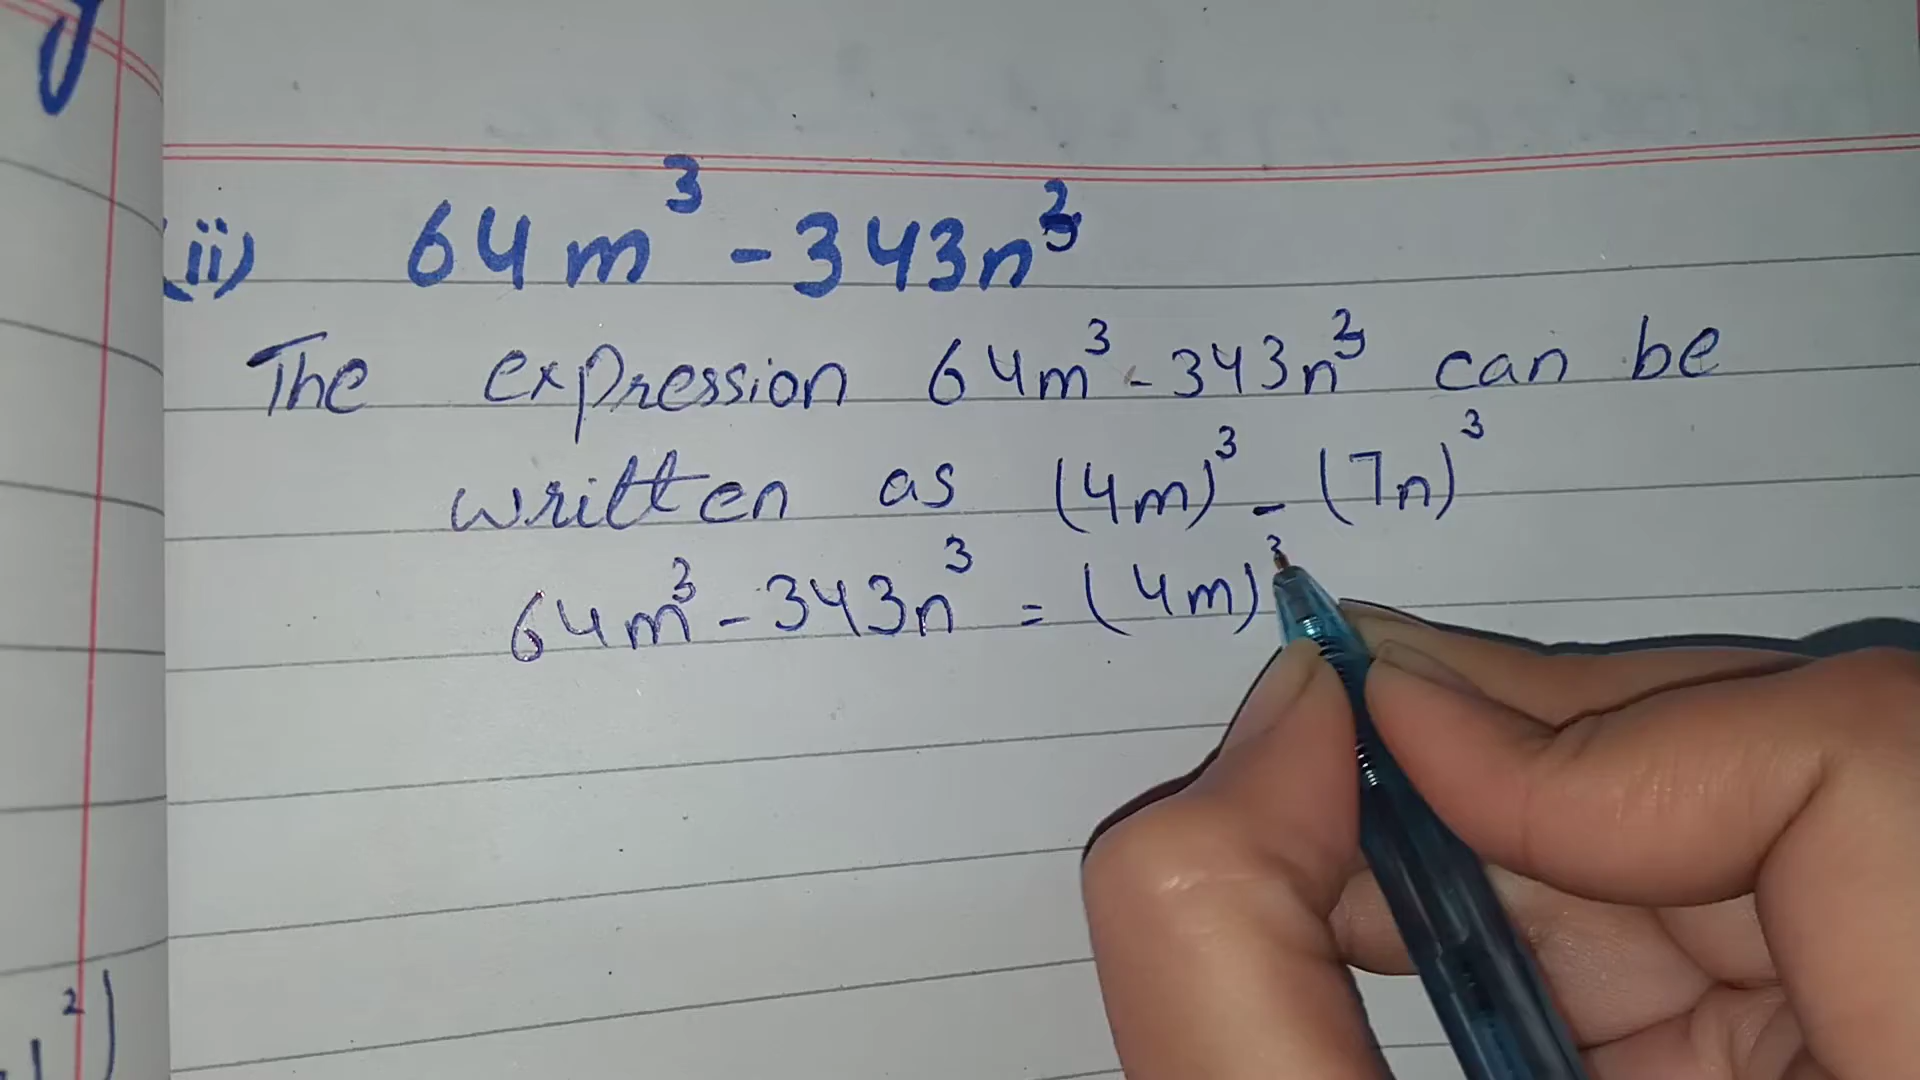 (ii) 64m³ - 343n³
The expression 64m³ - 343n³ can be
written as (4m)³ - (7n)³
64m³ - 343n³ = (4m)³
²)